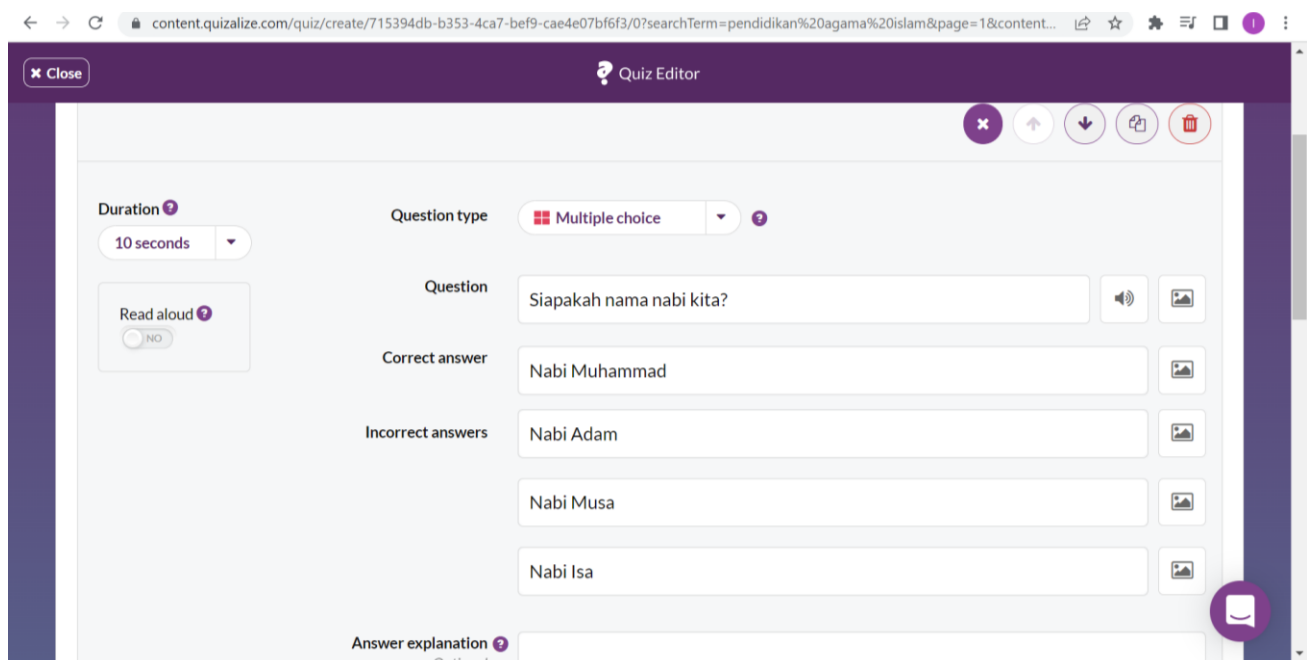 content.quizalize.com/quiz/create/715394db-b353-4ca7-bef9-cae4e07bf6f3/0?searchTerm=pendidikan%20agama%20islam&page=1&content...
I
Close
Quiz Editor
Duration
10 seconds
Read aloud
NO
Question type
Multiple choice
Question
Siapakah nama nabi kita?
Correct answer
Nabi Muhammad
Incorrect answers
Nabi Adam
Nabi Musa
Nabi Isa
Answer explanation